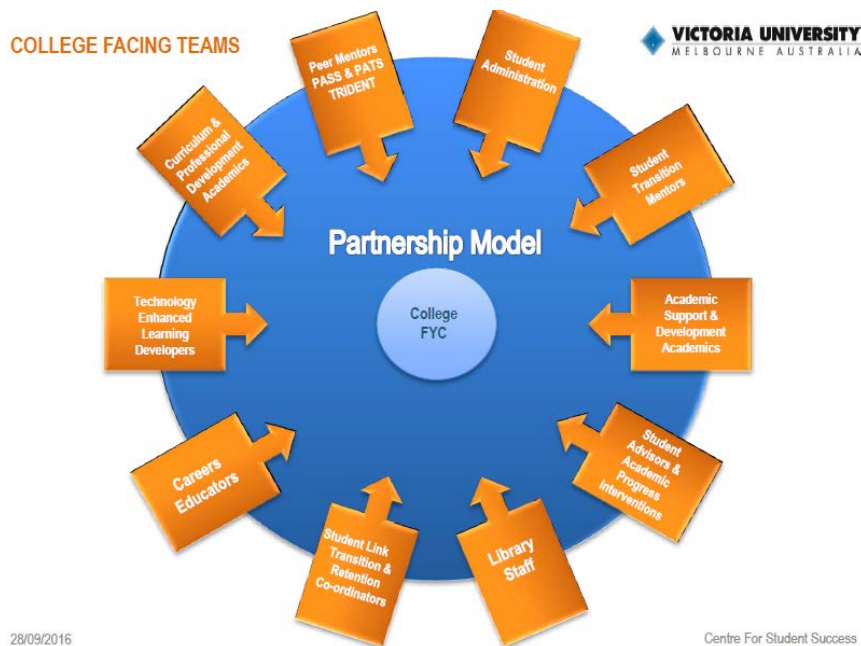 COLLEGE FACING TEAMS
VICTORIA UNIVERSITY
MELBOURNE AUSTRALIA
Peer Mentors
PASS & PATS
TRIDENT
Student
Administration
Curriculum &
Professional
Development
Academics
Student
Transition
Mentors
Partnership Model
College
FYC
Technology
Enhanced
Learning
Developers
Academic
Support &
Development
Academics
Careers
Educators
Student
Advisors &
Academic
Progress
Interventions
Student Link
Transition &
Retention
Co-ordinators
Library
Staff
28/09/2016
Centre For Student Success